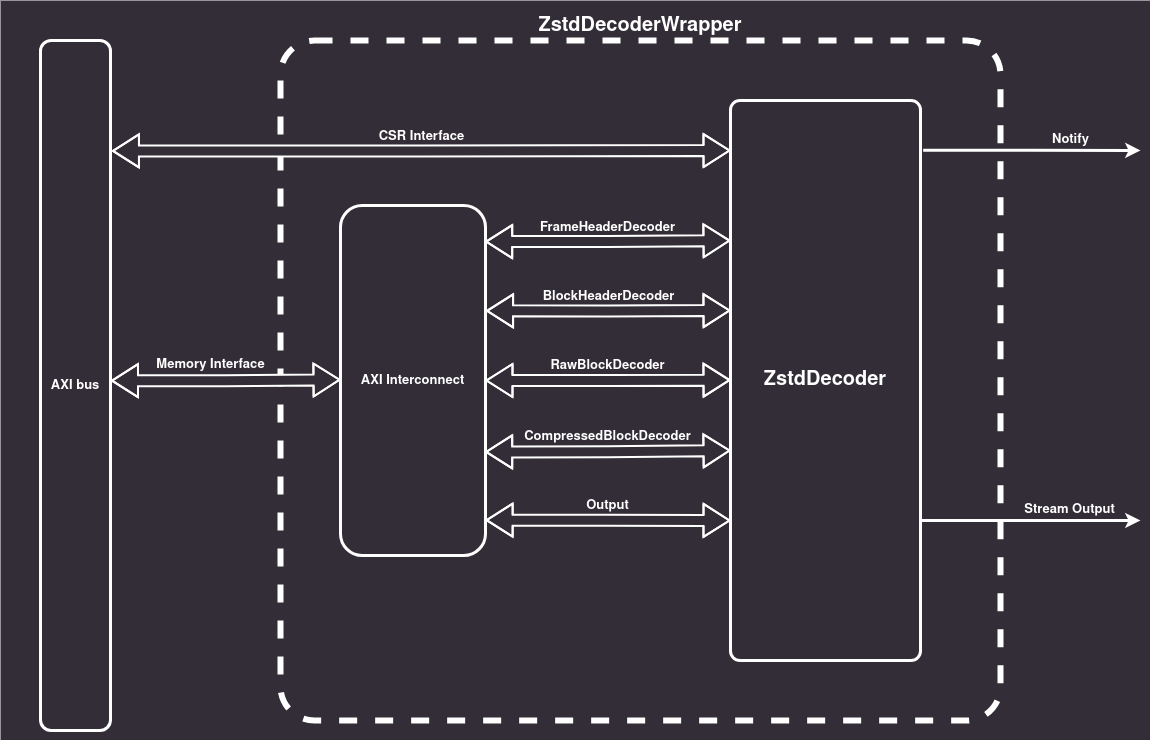 ZstdDecoderWrapper
CSR Interface
Notify
FrameHeaderDecoder
BlockHeaderDecoder
Memory Interface
RawBlockDecoder
AXI bus
AXI Interconnect
ZstdDecoder
CompressedBlockDecoder
Output
Stream Output